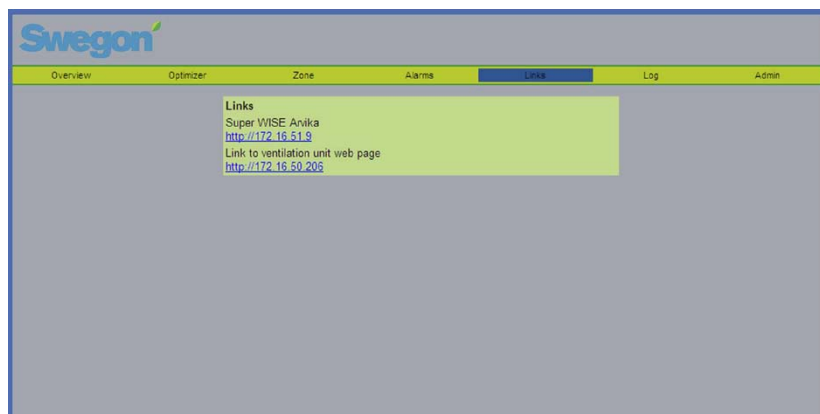 Swegon
Overview Optimizer Zone Alarms Links Log Admin
Links
Super WISE Arvika
http://172.16.51.9
Link to ventilation unit web page
http://172.16.50.206